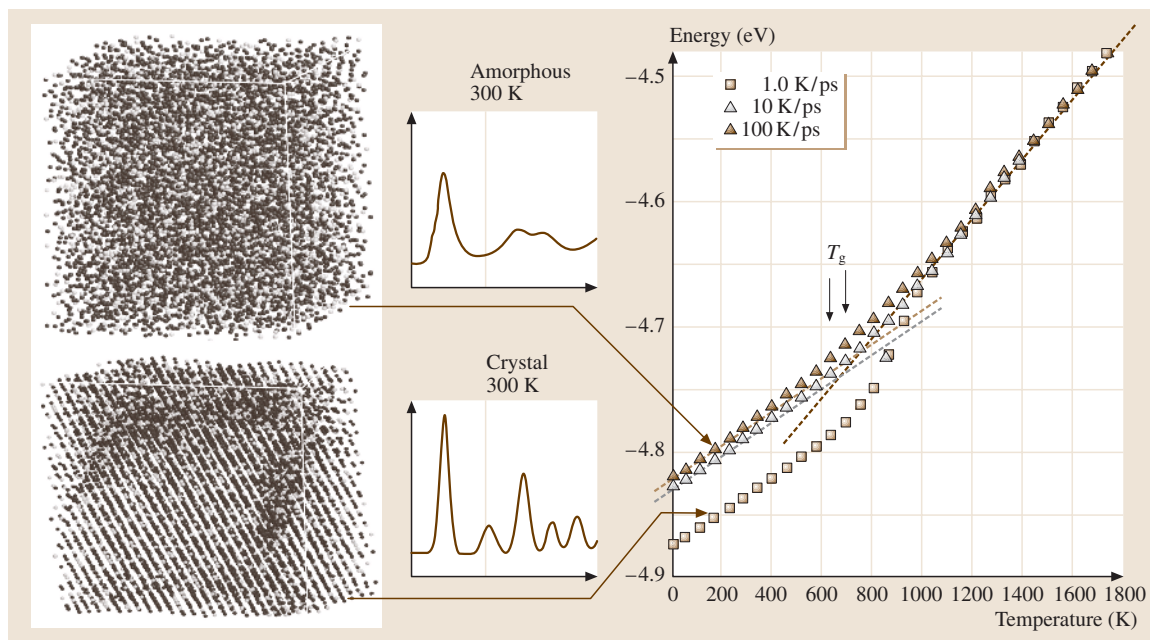 Amorphous
300 K
Crystal
300 K
Energy (eV)
1.0 K/ps
10 K/ps
100 K/ps
Tg
−4.5
−4.6
−4.7
−4.8
−4.9
0 200 400 600 800 1000 1200 1400 1600 1800
Temperature (K)